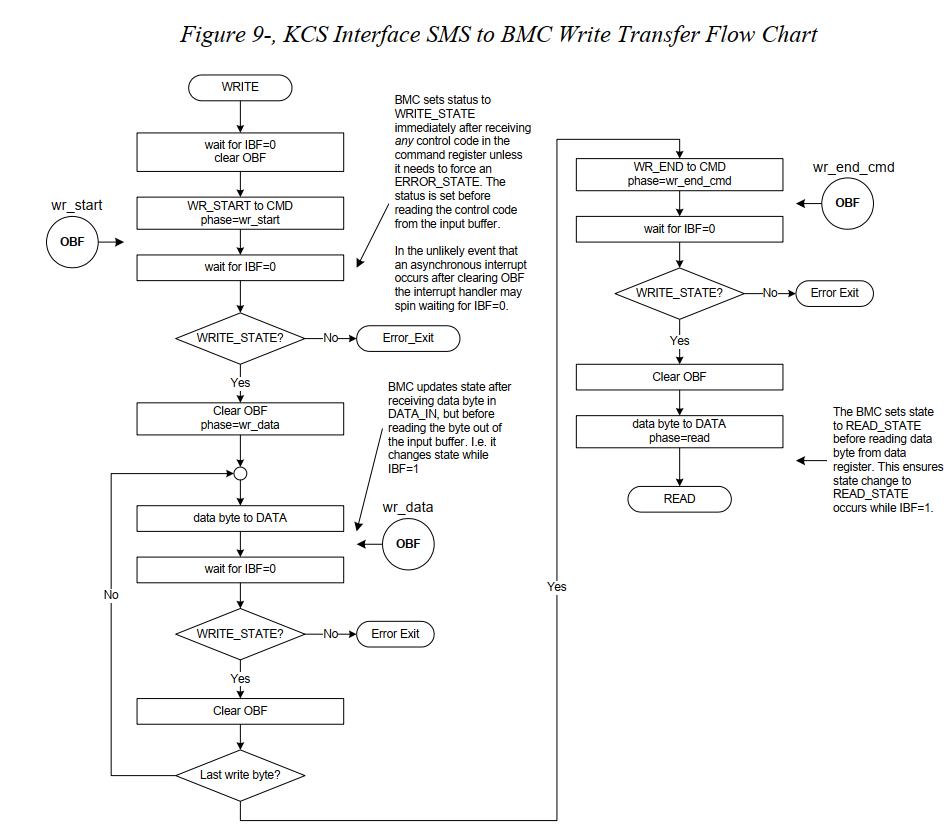 Figure 9-, KCS Interface SMS to BMC Write Transfer Flow Chart
WRITE
wait for IBF=0
clear OBF
wr_start
OBF
WR_START to CMD
phase=wr_start
wait for IBF=0
BMC sets status to
WRITE_STATE
immediately after receiving
any control code in the
command register unless
it needs to force an
ERROR_STATE. The
status is set before
reading the control code
from the input buffer.
In the unlikely event that
an asynchronous interrupt
occurs after clearing OBF
the interrupt handler may
spin waiting for IBF=0.
WRITE_STATE?
No
Error_Exit
Yes
Clear OBF
phase=wr_data
BMC updates state after
receiving data byte in
DATA_IN, but before
reading the byte out of
the input buffer. I.e. it
changes state while
IBF=1
data byte to DATA
wr_data
OBF
wait for IBF=0
No
WRITE_STATE?
No
Error Exit
Yes
Clear OBF
Last write byte?
Yes
WR_END to CMD
phase=wr_end_cmd
wr_end_cmd
OBF
wait for IBF=0
WRITE_STATE?
No
Error Exit
Yes
Clear OBF
data byte to DATA
phase=read
The BMC sets state
to READ_STATE
before reading data
byte from data
register. This ensures
state change to
READ_STATE
occurs while IBF=1.
READ